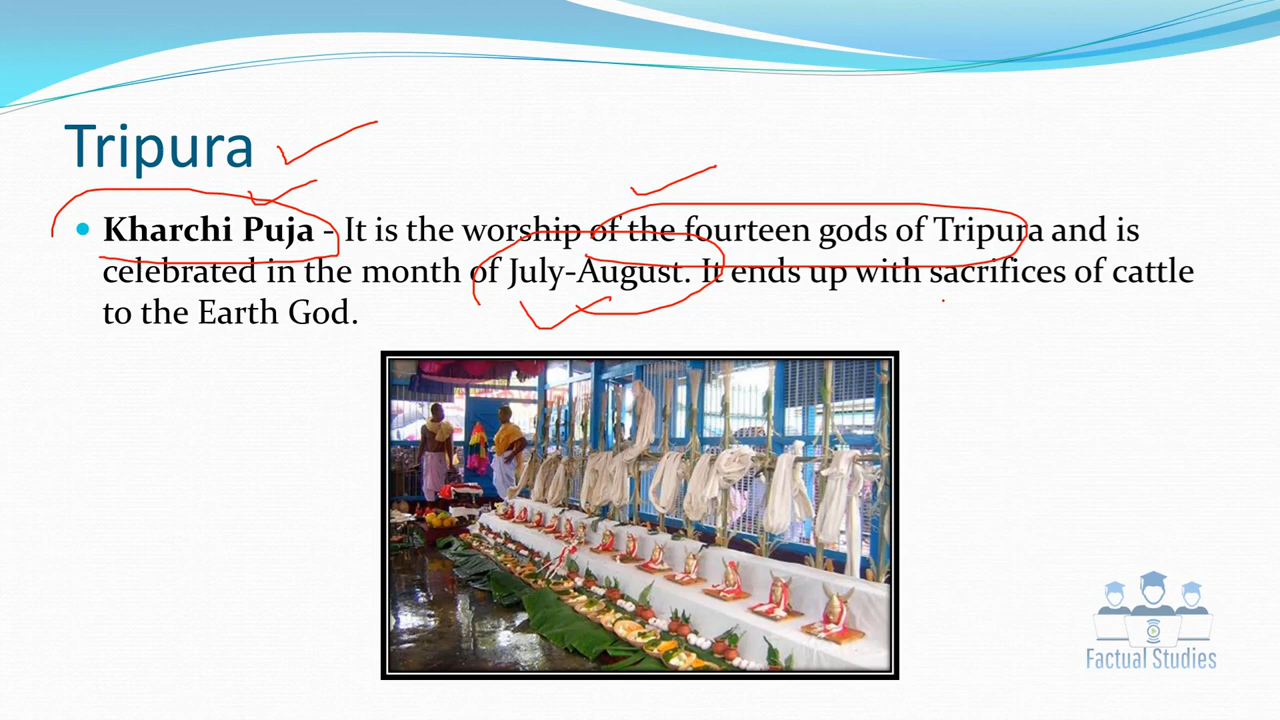 Tripura
Kharchi Puja - It is the worship of the fourteen gods of Tripura and is
celebrated in the month of July-August. It ends up with sacrifices of cattle
to the Earth God.
Factual Studies